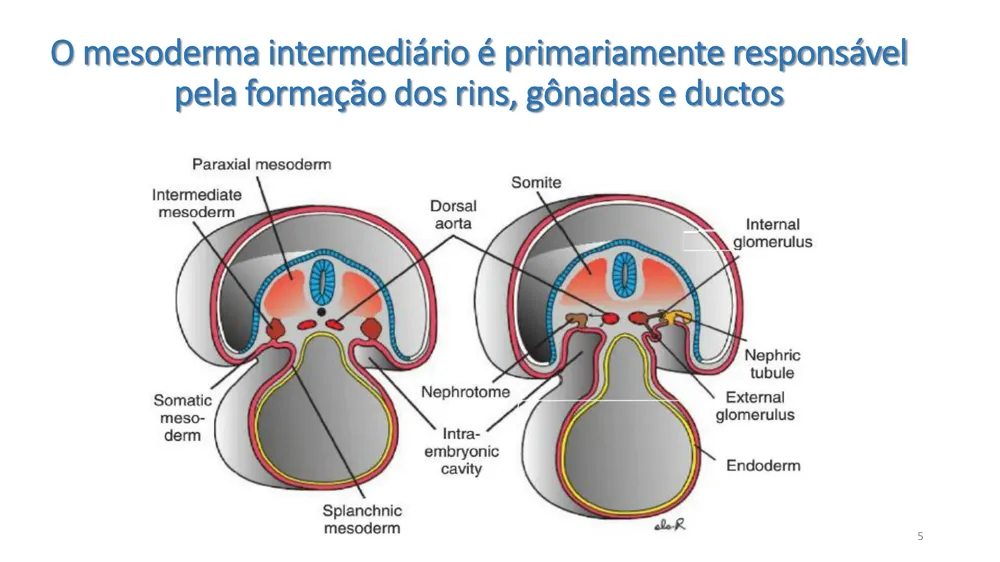 O mesoderma intermediário é primariamente responsável
pela formação dos rins, gônadas e ductos
Paraxial mesoderm
Intermediate
mesoderm
Dorsal
aorta
Somite
Internal
glomerulus
Somatic
meso-
derm
Nephrotome
Intra-
embryonic
cavity
Splanchnic
mesoderm
Nephric
tubule
External
glomerulus
Endoderm
5